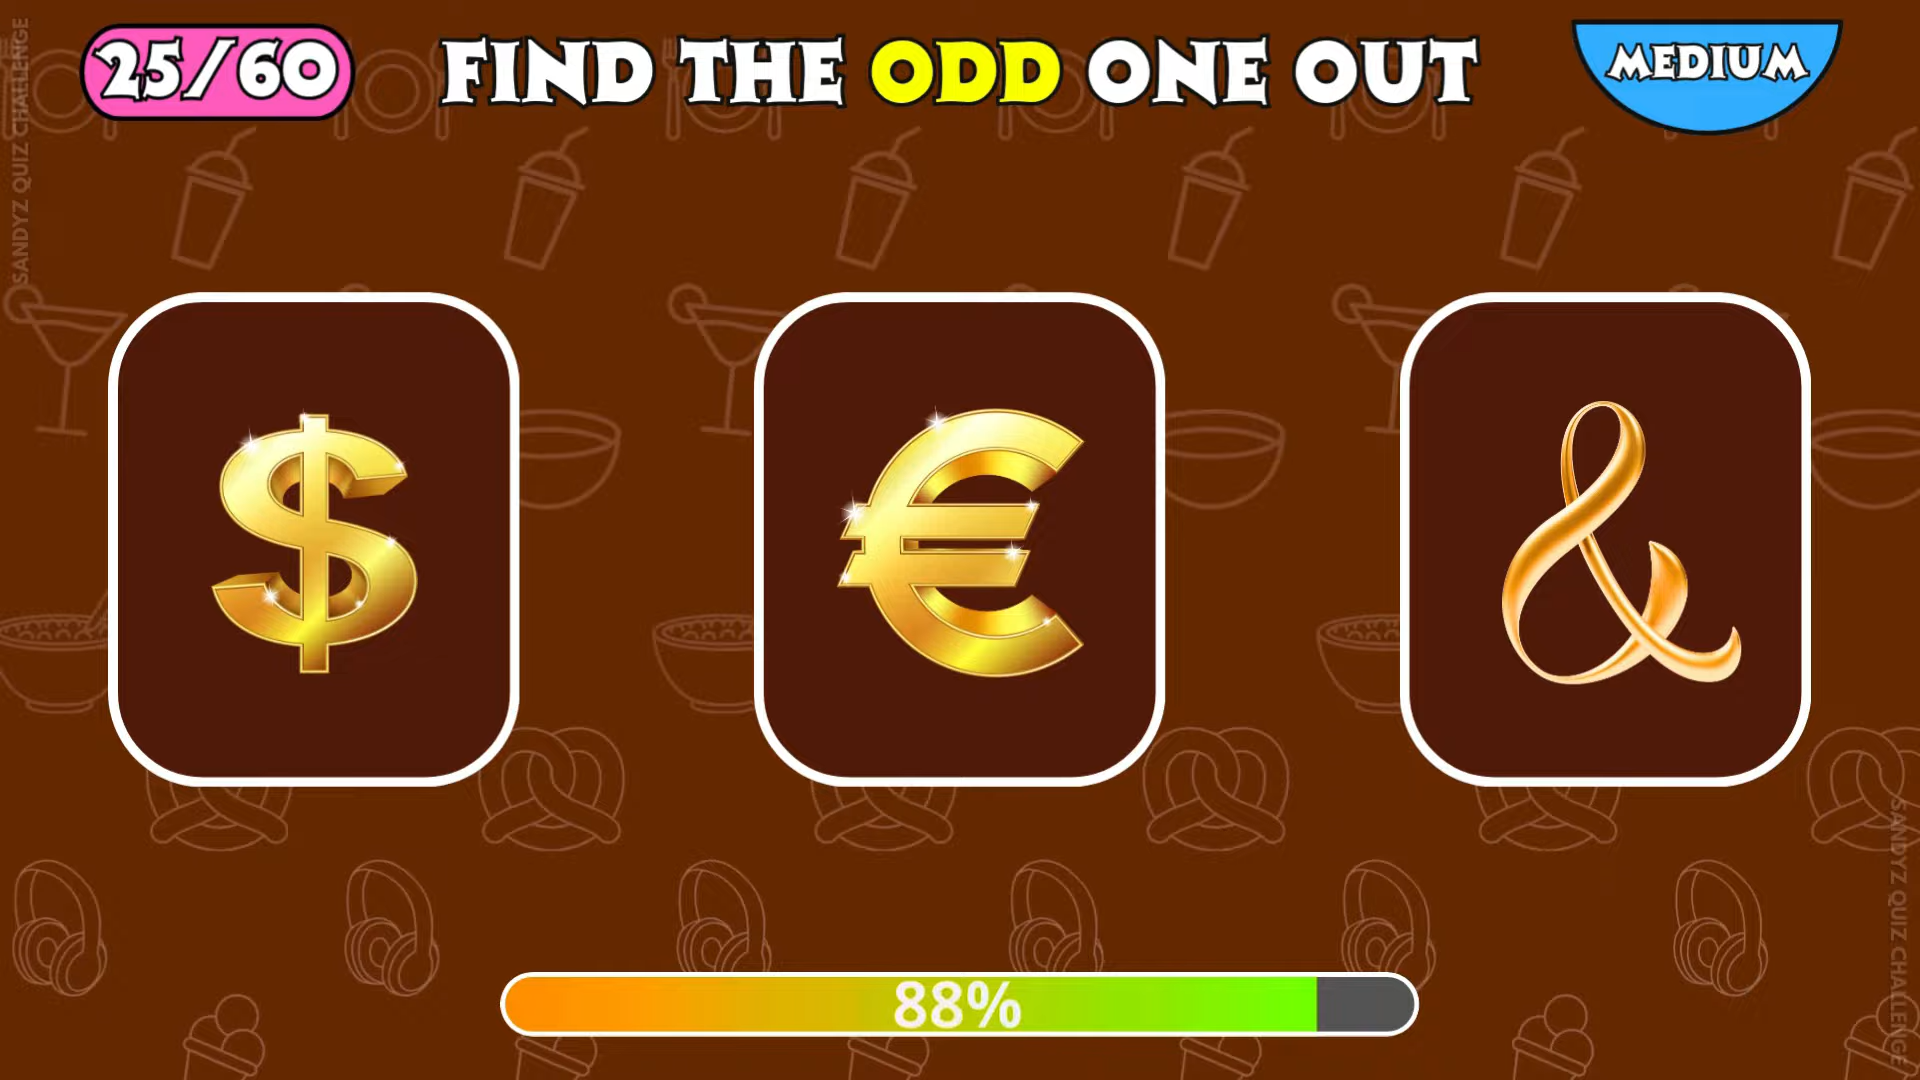 25/60
FIND THE ODD ONE OUT
MEDIUM
SANDYZ QUIZ CHALLENGE
$
€
&
SANDYZ QUIZ CHALLENGE
88%